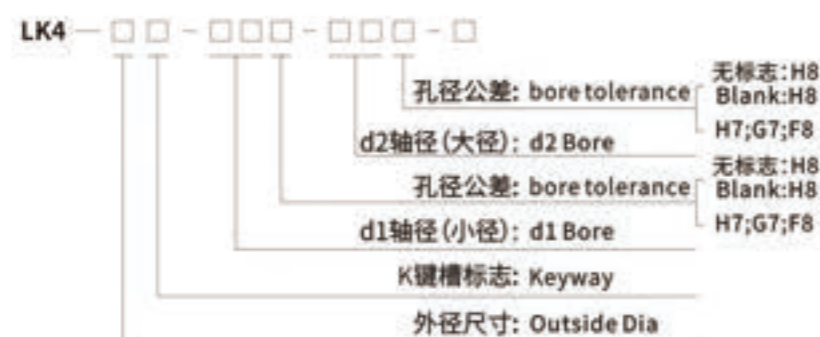 LK4 — □ □ - □□□ - □□□ - □
孔径公差: bore tolerance
无标志:H8
Blank:H8
H7;G7;F8
d2轴径(大径): d2 Bore
孔径公差: bore tolerance
无标志:H8
Blank:H8
H7;G7;F8
d1轴径(小径): d1 Bore
K键槽标志: Keyway
外径尺寸: Outside Dia